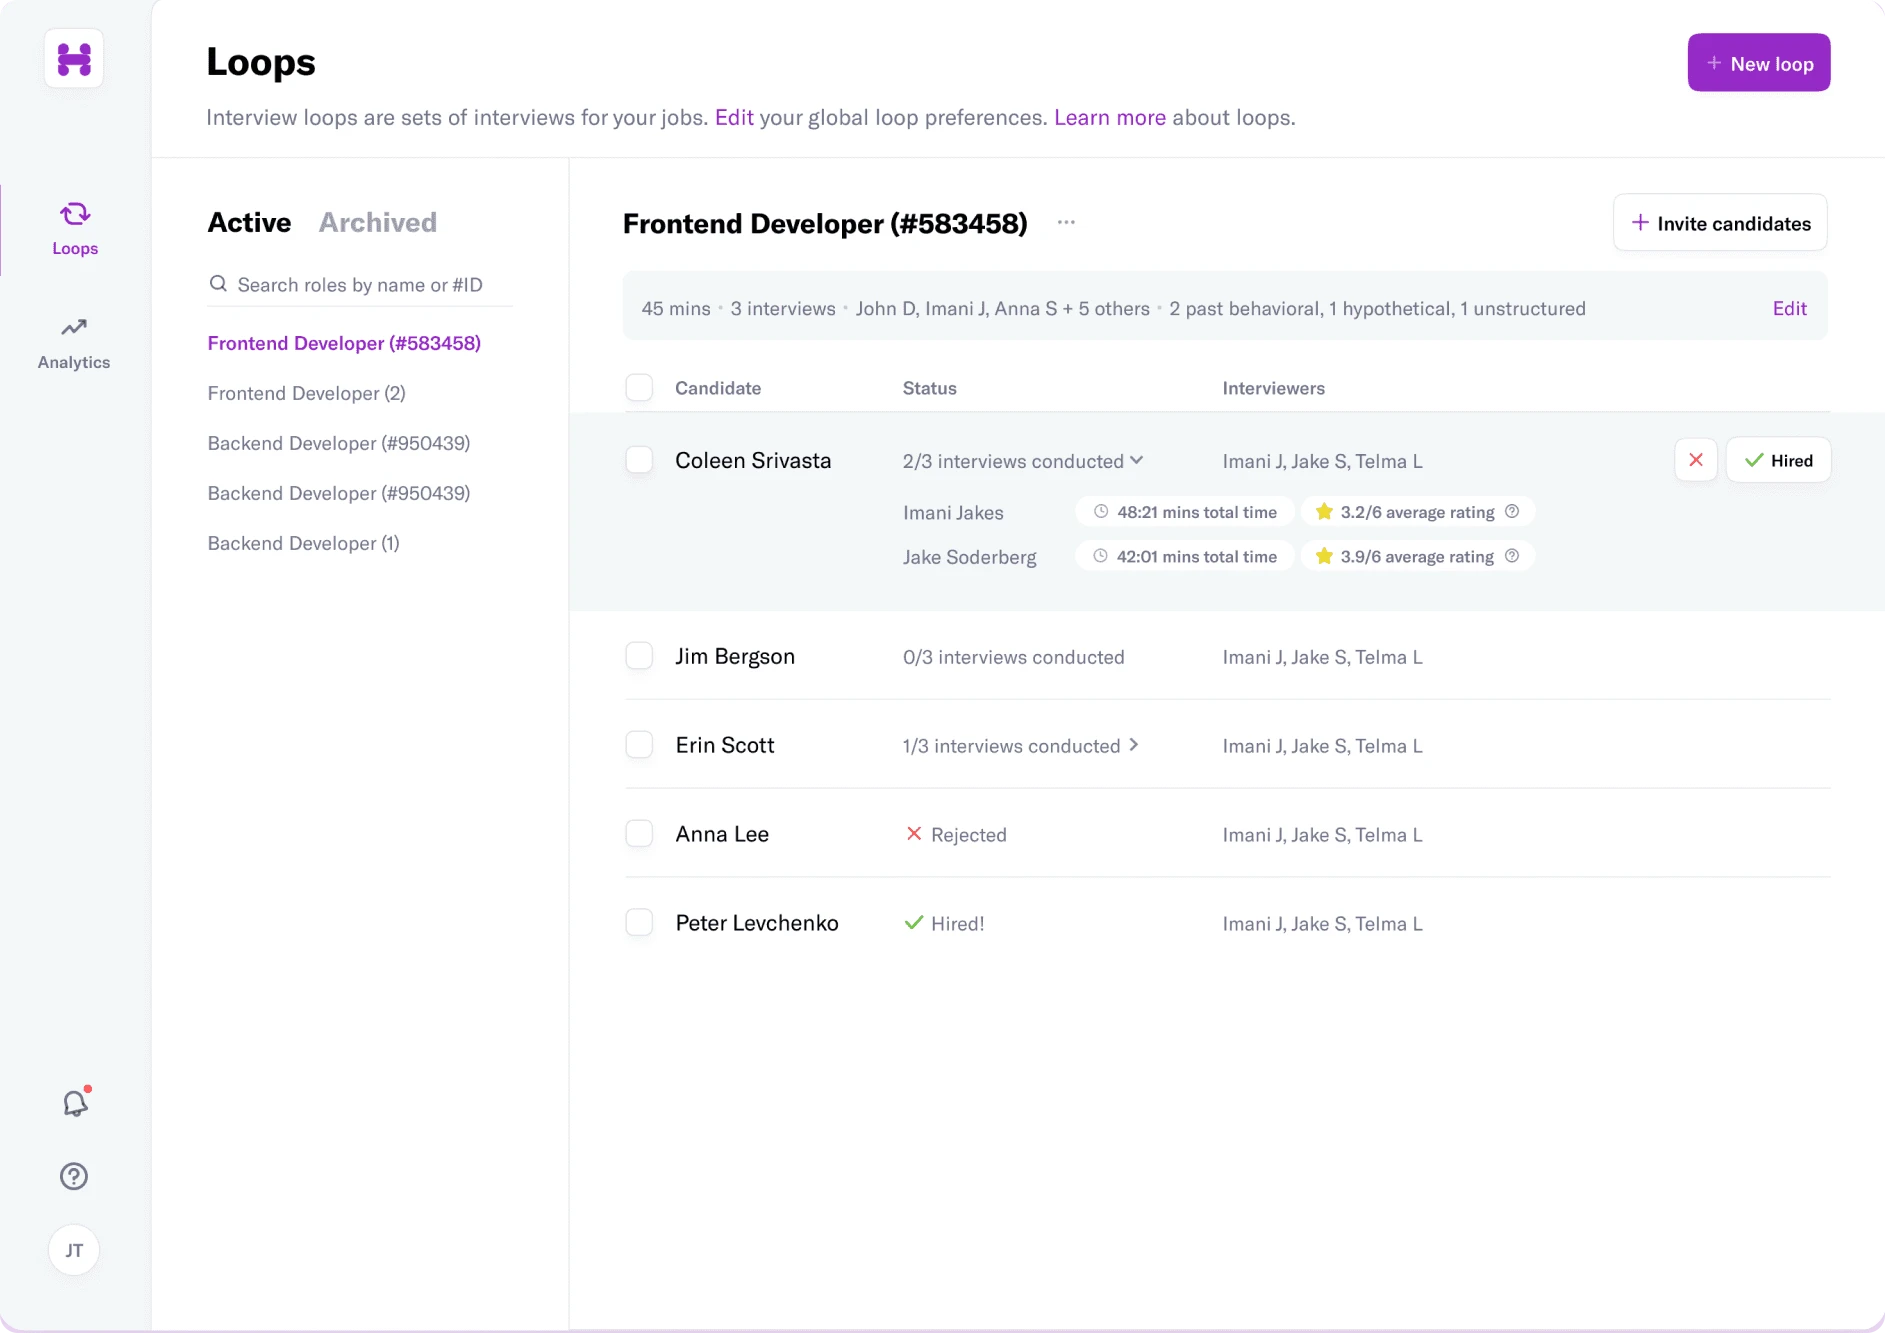 Loops
+ New loop
Interview loops are sets of interviews for your jobs. Edit your global loop preferences. Learn more about loops.
Loops
Analytics
JT
Active Archived
Search roles by name or #ID
Frontend Developer (#583458)
Frontend Developer (2)
Backend Developer (#950439)
Backend Developer (#950439)
Backend Developer (1)
Frontend Developer (#583458) ...
+ Invite candidates
45 mins • 3 interviews • John D, Imani J, Anna S + 5 others • 2 past behavioral, 1 hypothetical, 1 unstructured Edit
Candidate Status Interviewers
Coleen Srivasta 2/3 interviews conducted Imani J, Jake S, Telma L Hired
Imani Jakes 48:21 mins total time 3.2/6 average rating
Jake Soderberg 42:01 mins total time 3.9/6 average rating
Jim Bergson 0/3 interviews conducted Imani J, Jake S, Telma L
Erin Scott 1/3 interviews conducted Imani J, Jake S, Telma L
Anna Lee Rejected Imani J, Jake S, Telma L
Peter Levchenko Hired! Imani J, Jake S, Telma L